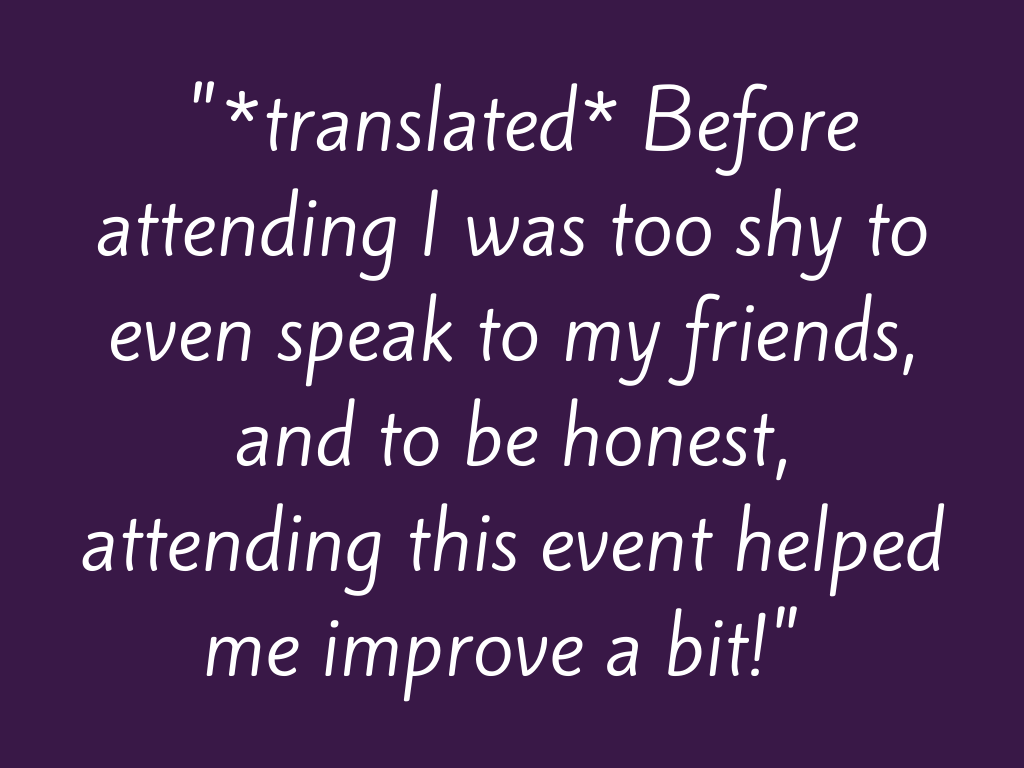 "*translated* Before
attending I was too shy to
even speak to my friends,
and to be honest,
attending this event helped
me improve a bit!"